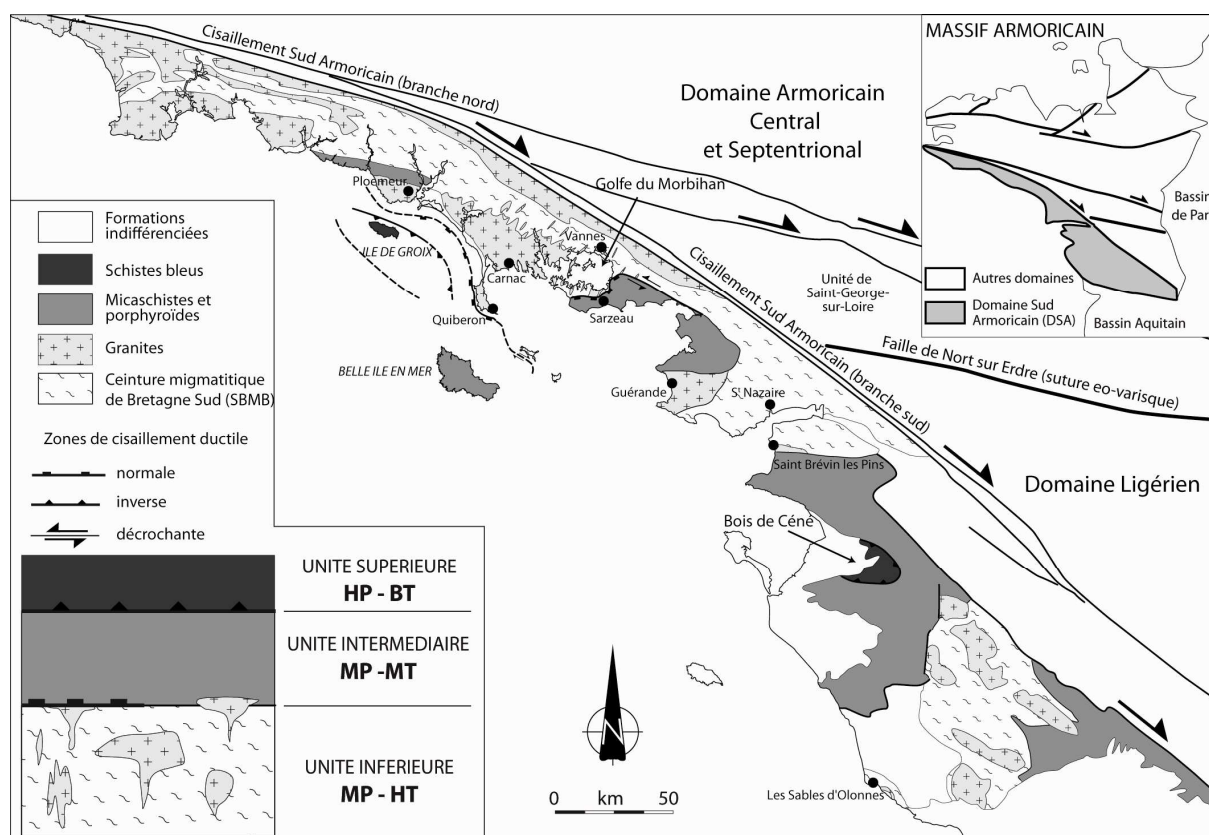 Cisaillement Sud Armoricain (branche nord)
Domaine Armoricain
Central
et Septentrional
Golfe du Morbihan
Ploemeur
ILE DE GROIX
Vannes
Carnac
Quiberon
Sarzeau
BELLE ILE EN MER
Cisaillement Sud Armoricain (branche sud)
Unité de
Saint-George-
sur-Loire
Guérande
St Nazaire
Faille de Nort sur Erdre (suture eo-varisque)
Saint Brévin les Pins
Domaine Ligérien
Bois de Céné
Les Sables d'Olonnes
N
0 km 50
MASSIF ARMORICAIN
Bassin
de Par
Autres domaines
Domaine Sud
Armoricain (DSA)
Bassin Aquitain
Formations
indifférenciées
Schistes bleus
Micaschistes et
porphyroïdes
Granites
Ceinture migmatitique
de Bretagne Sud (SBMB)
Zones de cisaillement ductile
normale
inverse
décrochante
UNITE SUPERIEURE
HP - BT
UNITE INTERMEDIAIRE
MP -MT
UNITE INFERIEURE
MP - HT